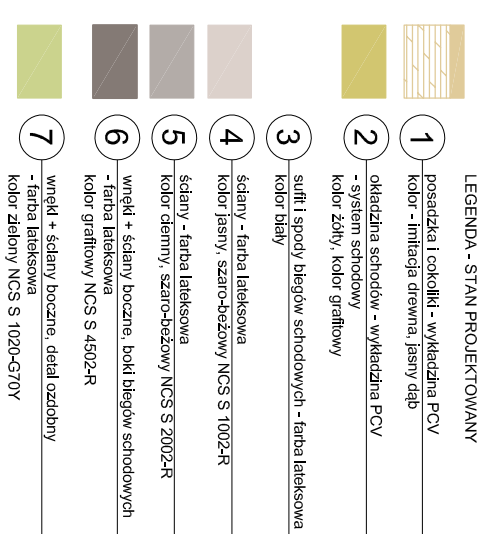 LEGENDA - STAN PROJEKTOWANY
1
posadzka i cokoliki - wykładzina PCV
kolor - imitacja drewna, jasny dąb
2
okładzina schodów - wykładzina PCV
- system schodowy
kolor żółty, kolor grafitowy
3
sufit i spody biegów schodowych - farba lateksowa
kolor biały
4
ściany - farba lateksowa
kolor jasny, szaro-beżowy NCS S 1002-R
5
ściany - farba lateksowa
kolor ciemny, szaro-beżowy NCS S 2002-R
6
wnęki + ściany boczne, boki biegów schodowych
- farba lateksowa
kolor grafitowy NCS S 4502-R
7
wnęki + ściany boczne, detal ozdobny
- farba lateksowa
kolor zielony NCS S 1020-G70Y